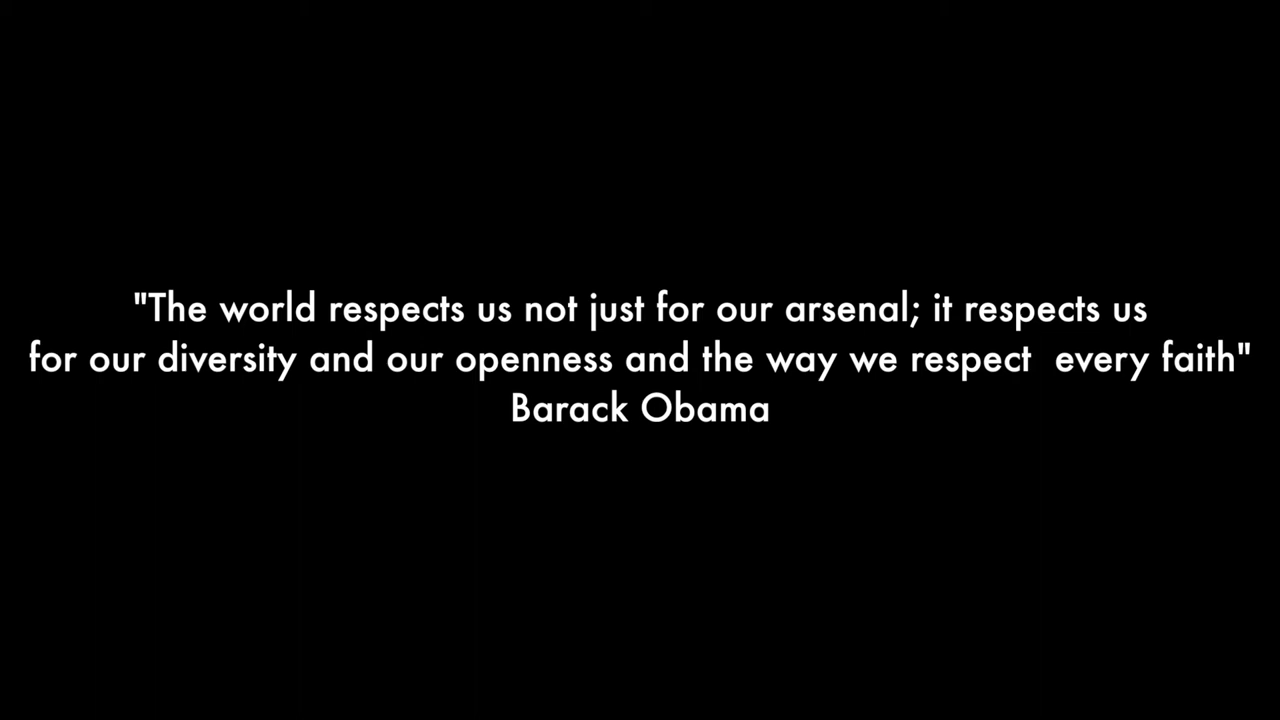 "The world respects us not just for our arsenal; it respects us
for our diversity and our openness and the way we respect  every faith"
Barack Obama